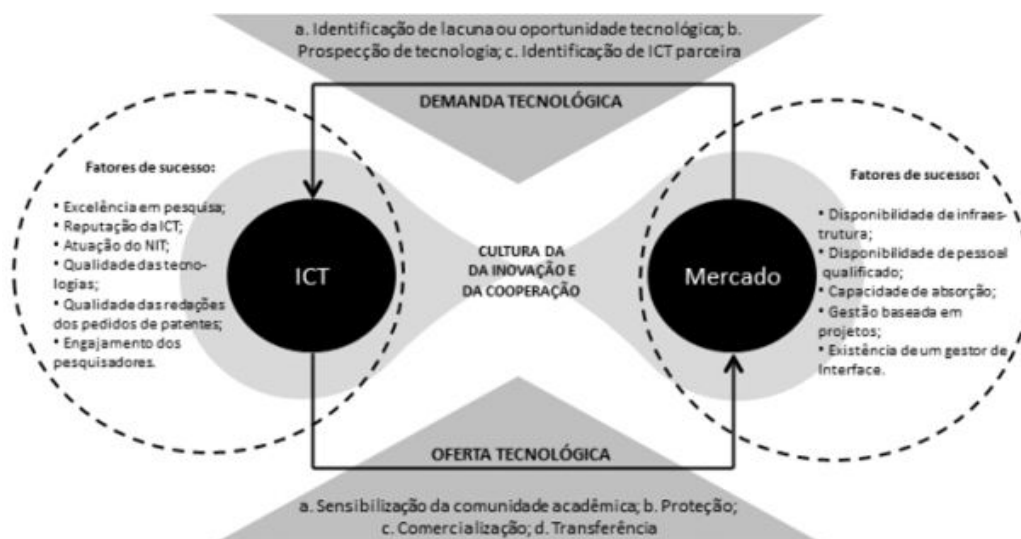 a. Identificação de lacuna ou oportunidade tecnológica; b.
Prospecção de tecnologia; c. Identificação de ICT parceira
DEMANDA TECNOLÓGICA
Fatores de sucesso:
• Excelência em pesquisa;
• Reputação da ICT;
• Atuação do NIT;
• Qualidade das tecno-
logias;
• Qualidade das redações
dos pedidos de patentes;
• Engajamento dos
pesquisadores.
ICT
CULTURA DA
DA INOVAÇÃO E
DA COOPERAÇÃO
Mercado
Fatores de sucesso:
• Disponibilidade de infraes-
trutura;
• Disponibilidade de pessoal
qualificado;
• Capacidade de absorção;
• Gestão baseada em
projetos;
• Existência de um gestor de
Interface.
OFERTA TECNOLÓGICA
a. Sensibilização da comunidade acadêmica; b. Proteção;
c. Comercialização; d. Transferência